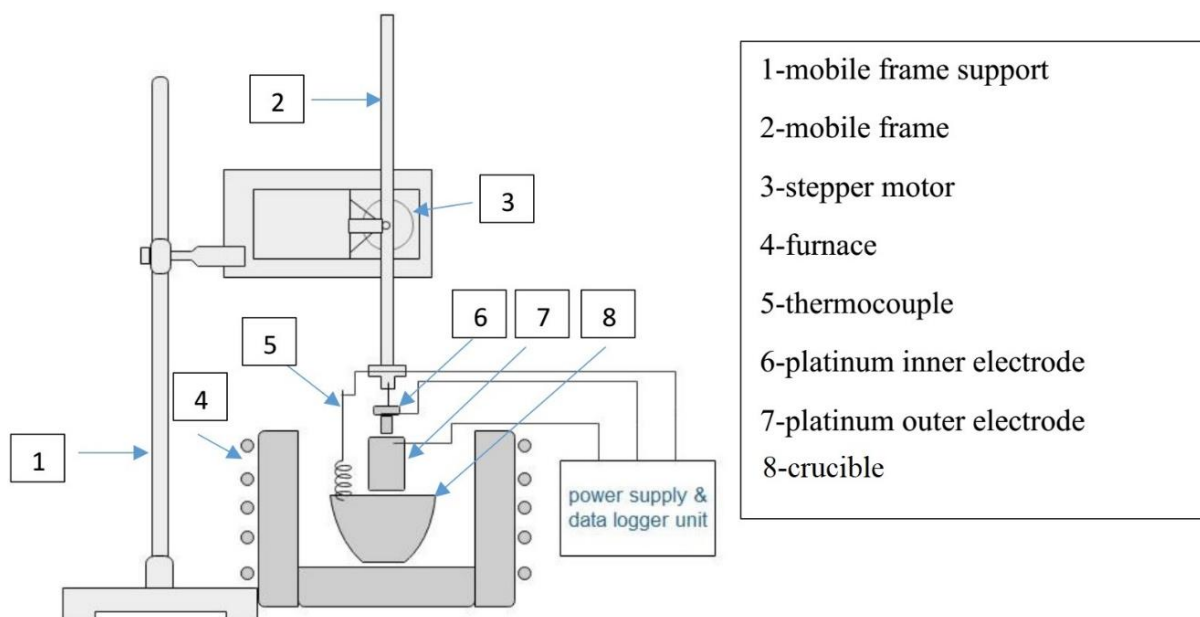 2
3
6
7
8
5
4
1
power supply &
data logger unit
1-mobile frame support
2-mobile frame
3-stepper motor
4-furnace
5-thermocouple
6-platinum inner electrode
7-platinum outer electrode
8-crucible